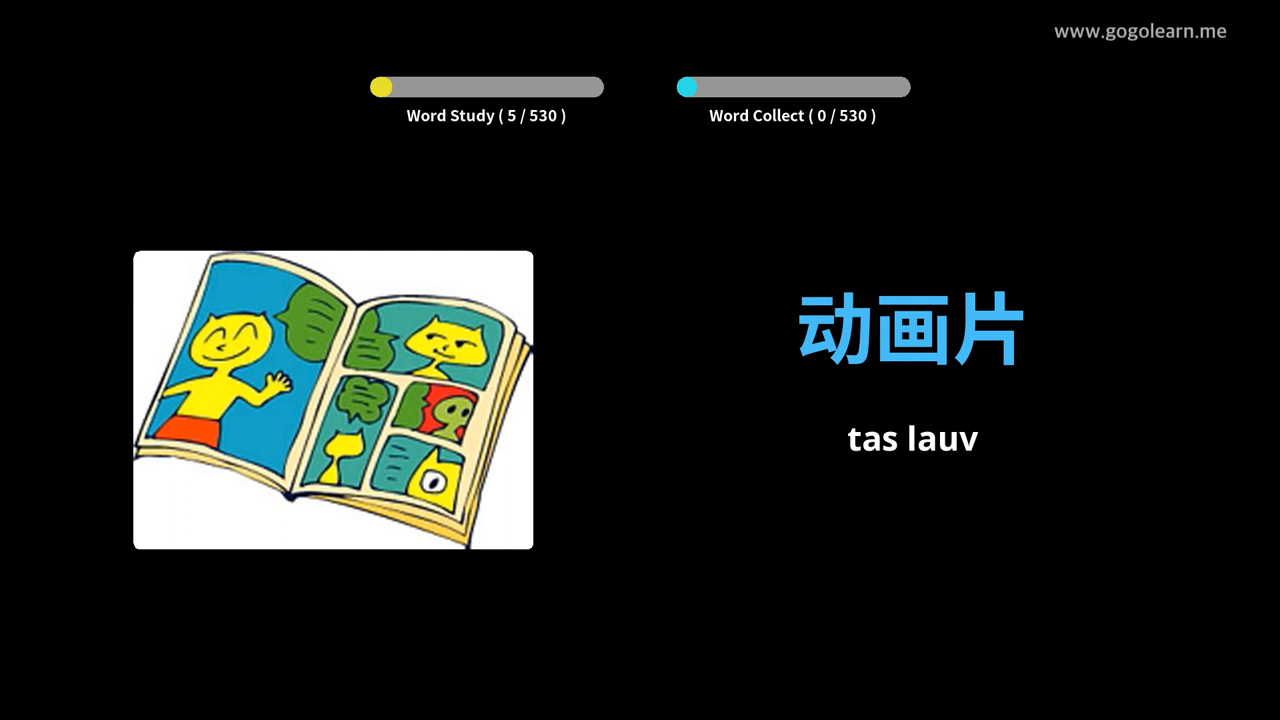 www.gogolearn.me
Word Study ( 5 / 530 )
Word Collect ( 0 / 530 )
动画片
tas lauv